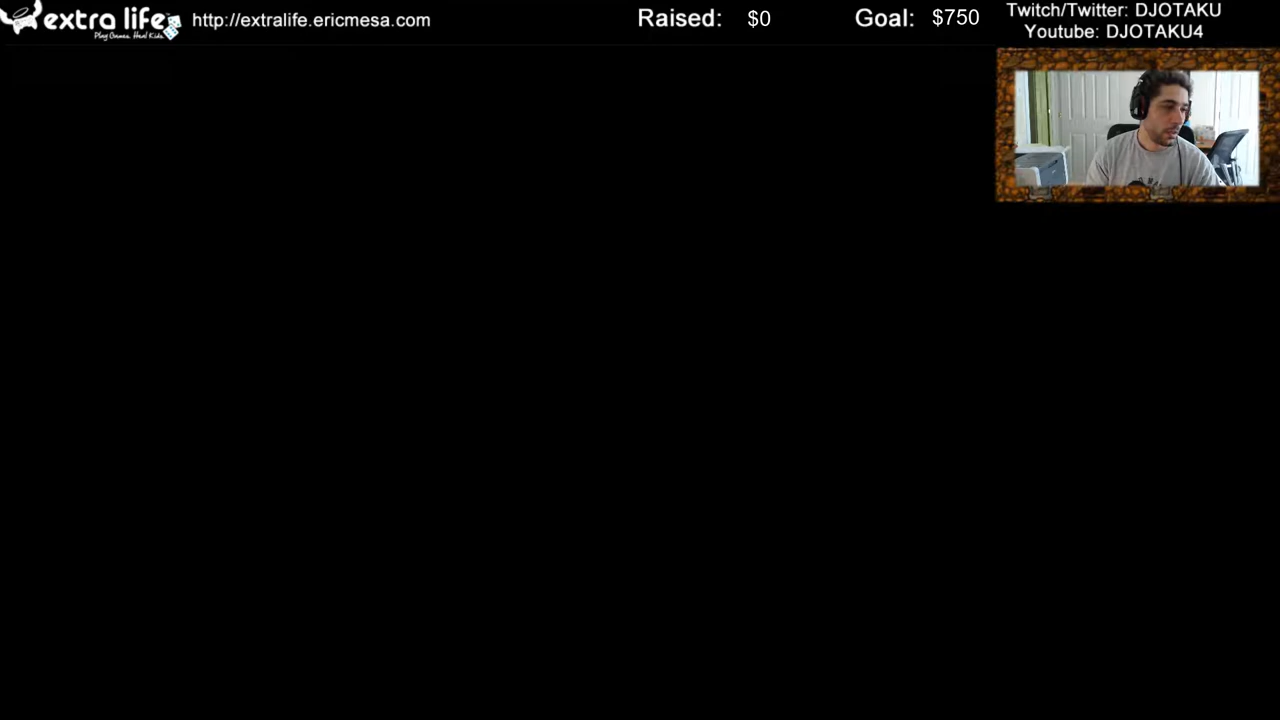 extra life
Play Games. Heal Kids.
http://extralife.ericmesa.com
Raised: $0
Goal: $750
Twitch/Twitter: DJOTAKU
Youtube: DJOTAKU4